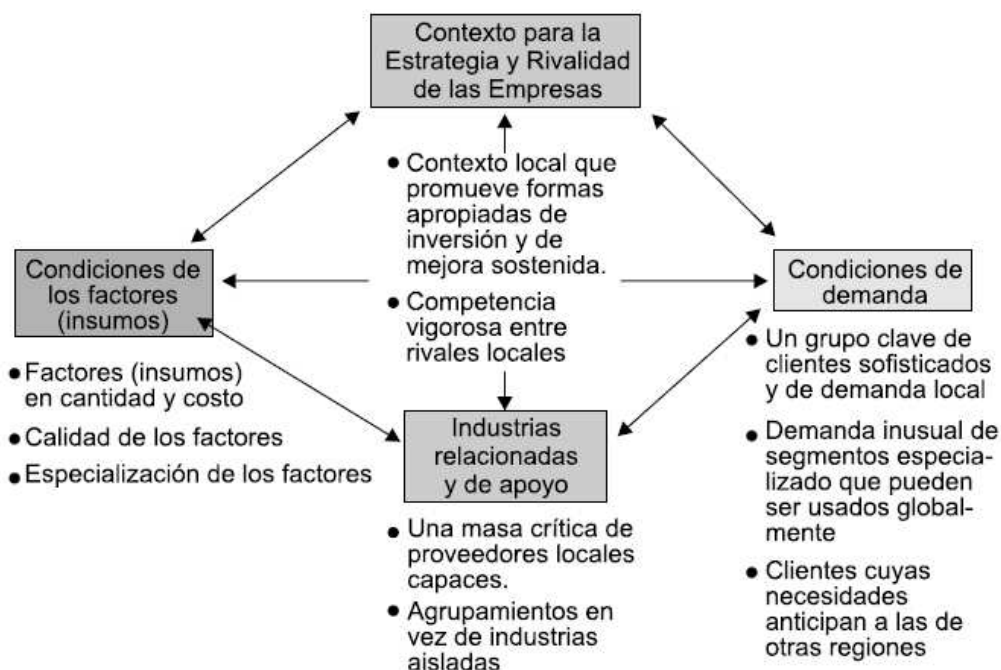 Contexto para la
Estrategia y Rivalidad
de las Empresas
● Contexto local que
promueve formas
apropiadas de
inversión y de
mejora sostenida.
● Competencia
vigorosa entre
rivales locales
Condiciones de
los factores
(insumos)
● Factores (insumos)
en cantidad y costo
● Calidad de los factores
● Especialización de los factores
Condiciones de
demanda
● Un grupo clave de
clientes sofisticados
y de demanda local
● Demanda inusual de
segmentos especia-
lizado que pueden
ser usados global-
mente
● Clientes cuyas
necesidades
anticipan a las de
otras regiones
Industrias
relacionadas
y de apoyo
● Una masa crítica de
proveedores locales
capaces.
● Agrupamientos en
vez de industrias
aisladas